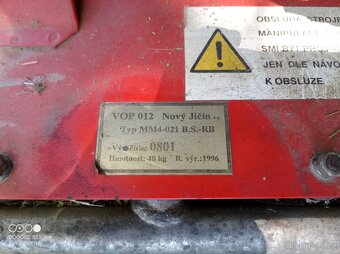 OBSLUHA STROJE
MANIPULACE S
SMÍ BÝT PROV
JEN DLE NÁVO
K OBSLUZE
VOP 012 Nový Jičín s.p.
Typ MM4-021 B.S.-RB
Výr. číslo: 0801
Hmotnost: 48 kg R. výr.: 1996